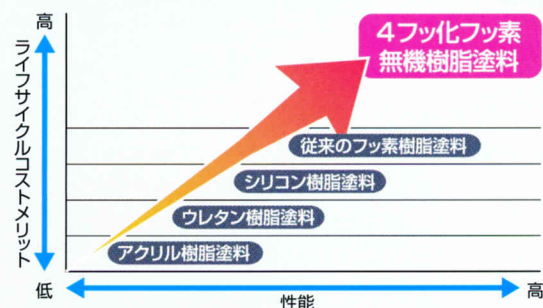 高
ライフサイクルコストメリット
4フッ化フッ素
無機樹脂塗料
従来のフッ素樹脂塗料
シリコン樹脂塗料
ウレタン樹脂塗料
アクリル樹脂塗料
低
性能
高